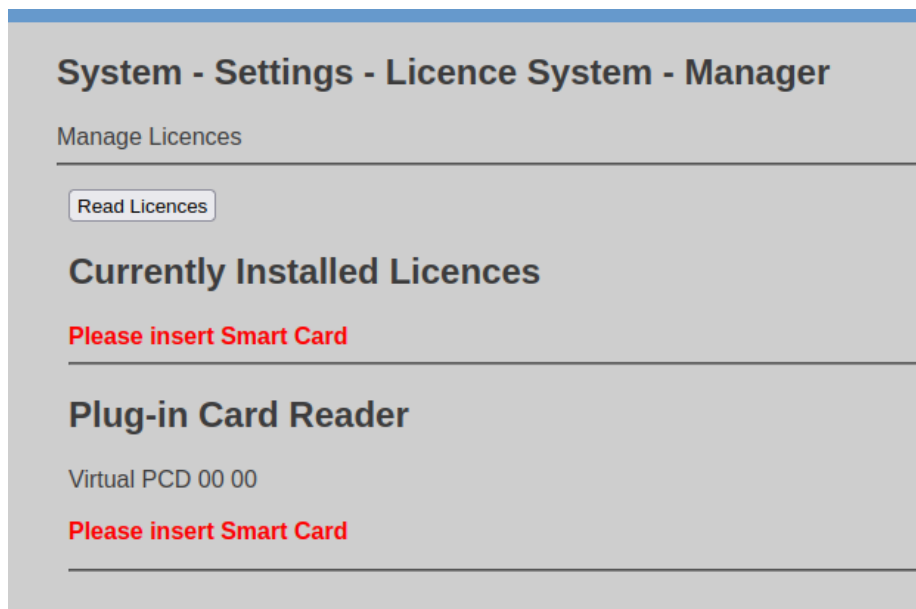 System - Settings - Licence System - Manager
Manage Licences
Read Licences
Currently Installed Licences
Please insert Smart Card
Plug-in Card Reader
Virtual PCD 00 00
Please insert Smart Card